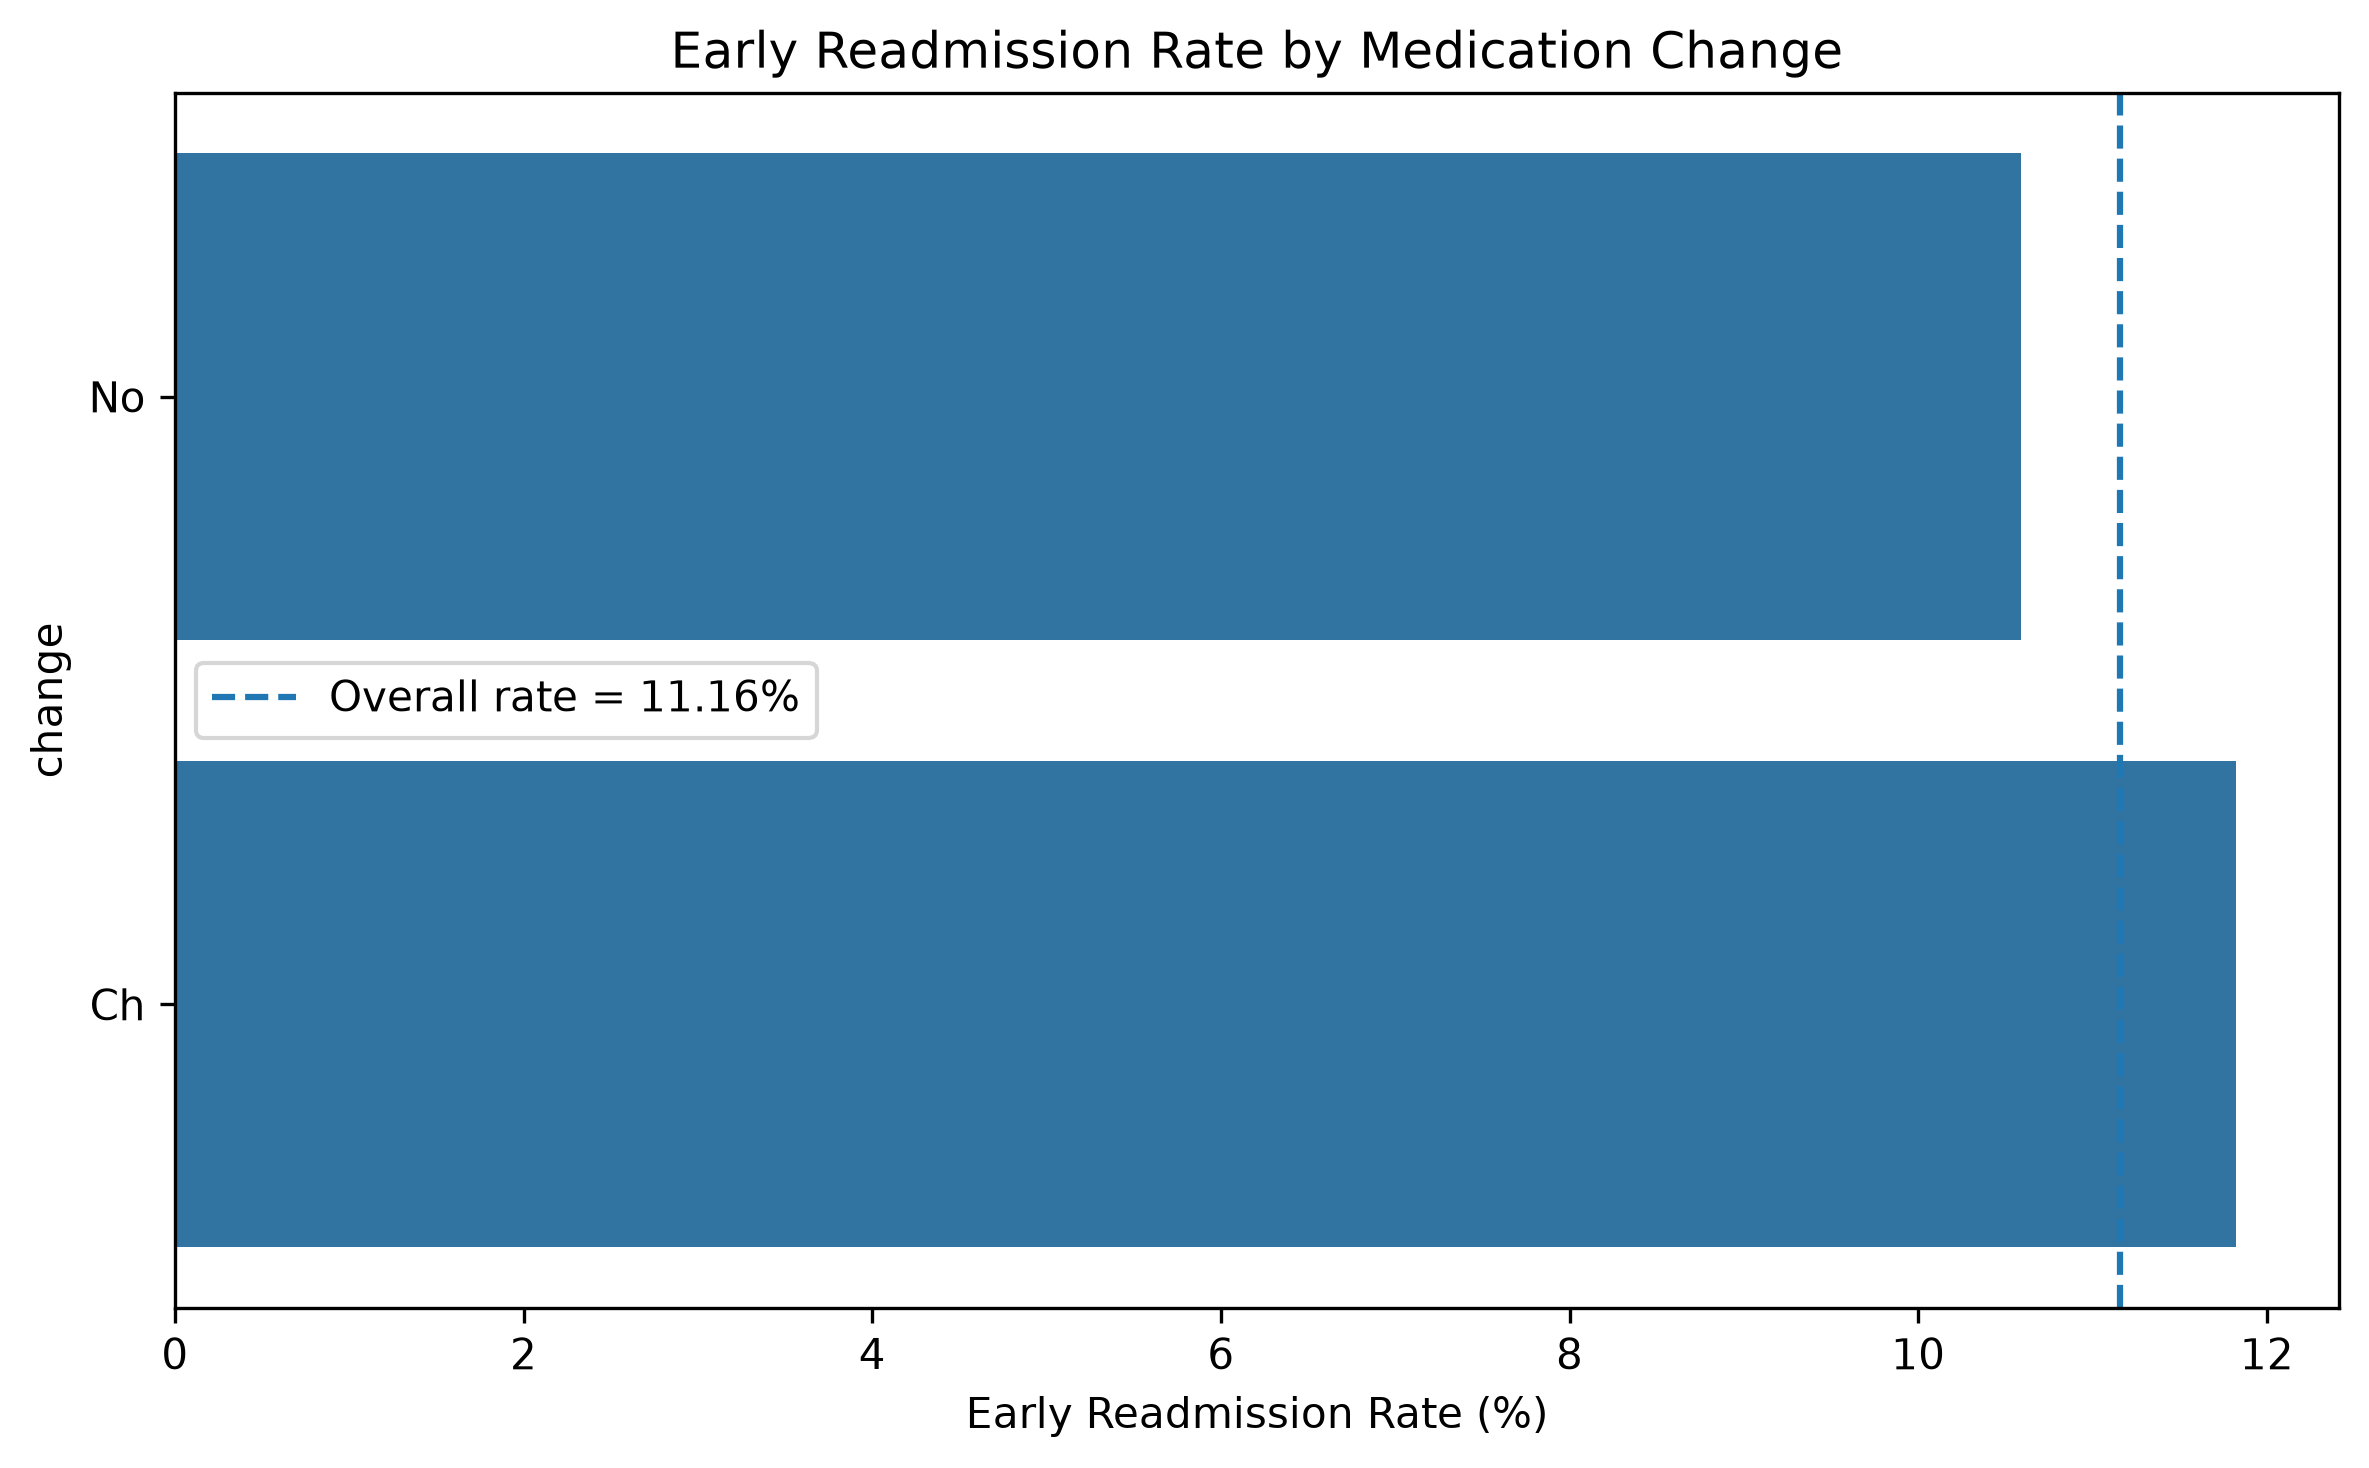 Early Readmission Rate by Medication Change
change
No
Overall rate = 11.16%
Ch
0 2 4 6 8 10 12
Early Readmission Rate (%)